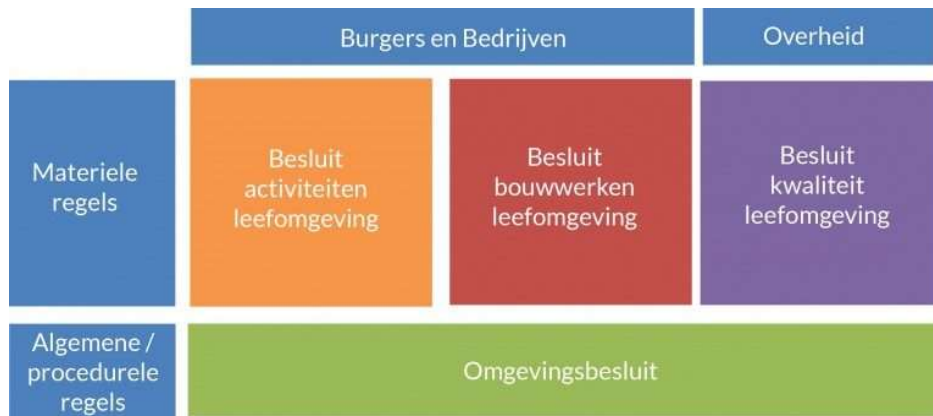 Burgers en Bedrijven
Overheid
Materiele
regels
Besluit
activiteiten
leefomgeving
Besluit
bouwwerken
leefomgeving
Besluit
kwaliteit
leefomgeving
Algemene /
procedurele
regels
Omgevingsbesluit